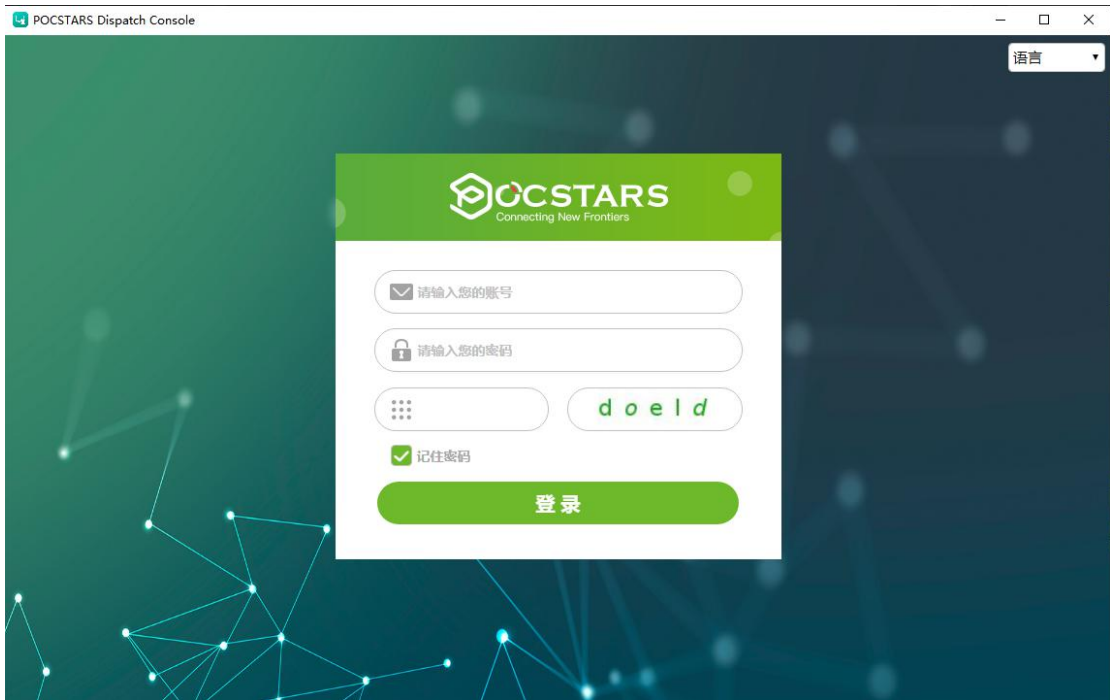 POCSTARS Dispatch Console
语言
POCSTARS
Connecting New Frontiers
请输入您的账号
请输入您的密码
d o e l d
记住密码
登录